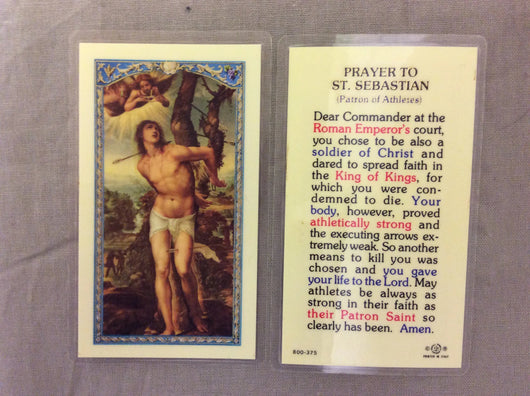 PRAYER TO
ST. SEBASTIAN
(Patron of Athletes)
Dear Commander at the
Roman Emperor's court,
you chose to be also a
soldier of Christ and
dared to spread faith in
the King of Kings, for
which you were con-
demned to die. Your
body, however, proved
athletically strong and
the executing arrows ex-
tremely weak. So another
means to kill you was
chosen and you gave
your life to the Lord. May
athletes be always as
strong in their faith as
their Patron Saint so
clearly has been. Amen.
800-375
©
PRINTED IN ITALY